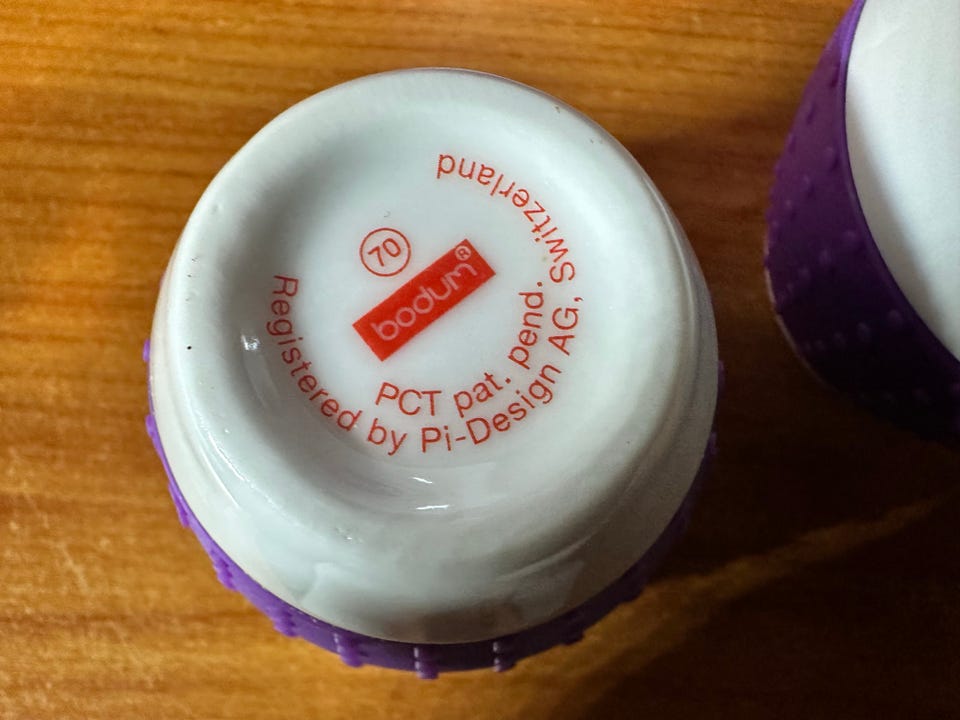 70
bodum®
PCT pat. pend.
Registered by Pi-Design AG, Switzerland